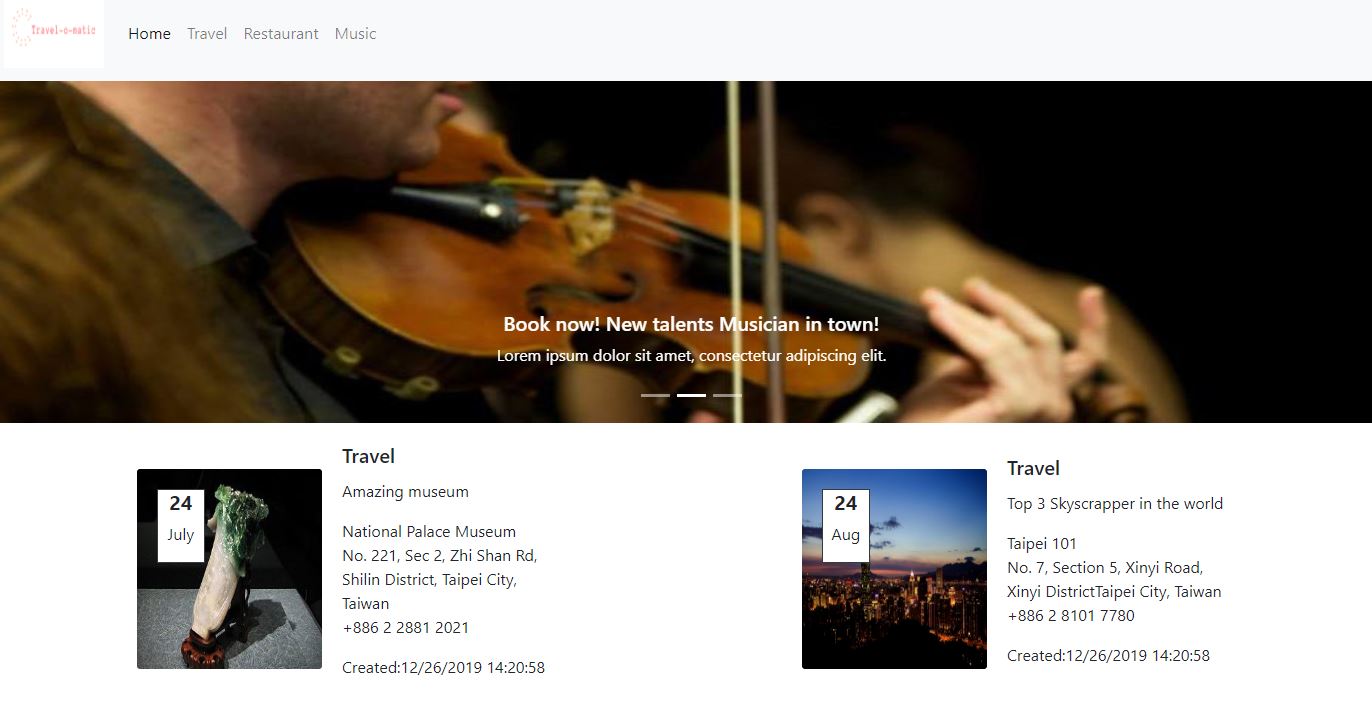 Travel-o-matic
Home Travel Restaurant Music
Book now! New talents Musician in town!
Lorem ipsum dolor sit amet, consectetur adipiscing elit.
24
July
Travel
Amazing museum
National Palace Museum
No. 221, Sec 2, Zhi Shan Rd,
Shilin District, Taipei City,
Taiwan
+886 2 2881 2021
Created:12/26/2019 14:20:58
24
Aug
Travel
Top 3 Skyscrapper in the world
Taipei 101
No. 7, Section 5, Xinyi Road,
Xinyi DistrictTaipei City, Taiwan
+886 2 8101 7780
Created:12/26/2019 14:20:58